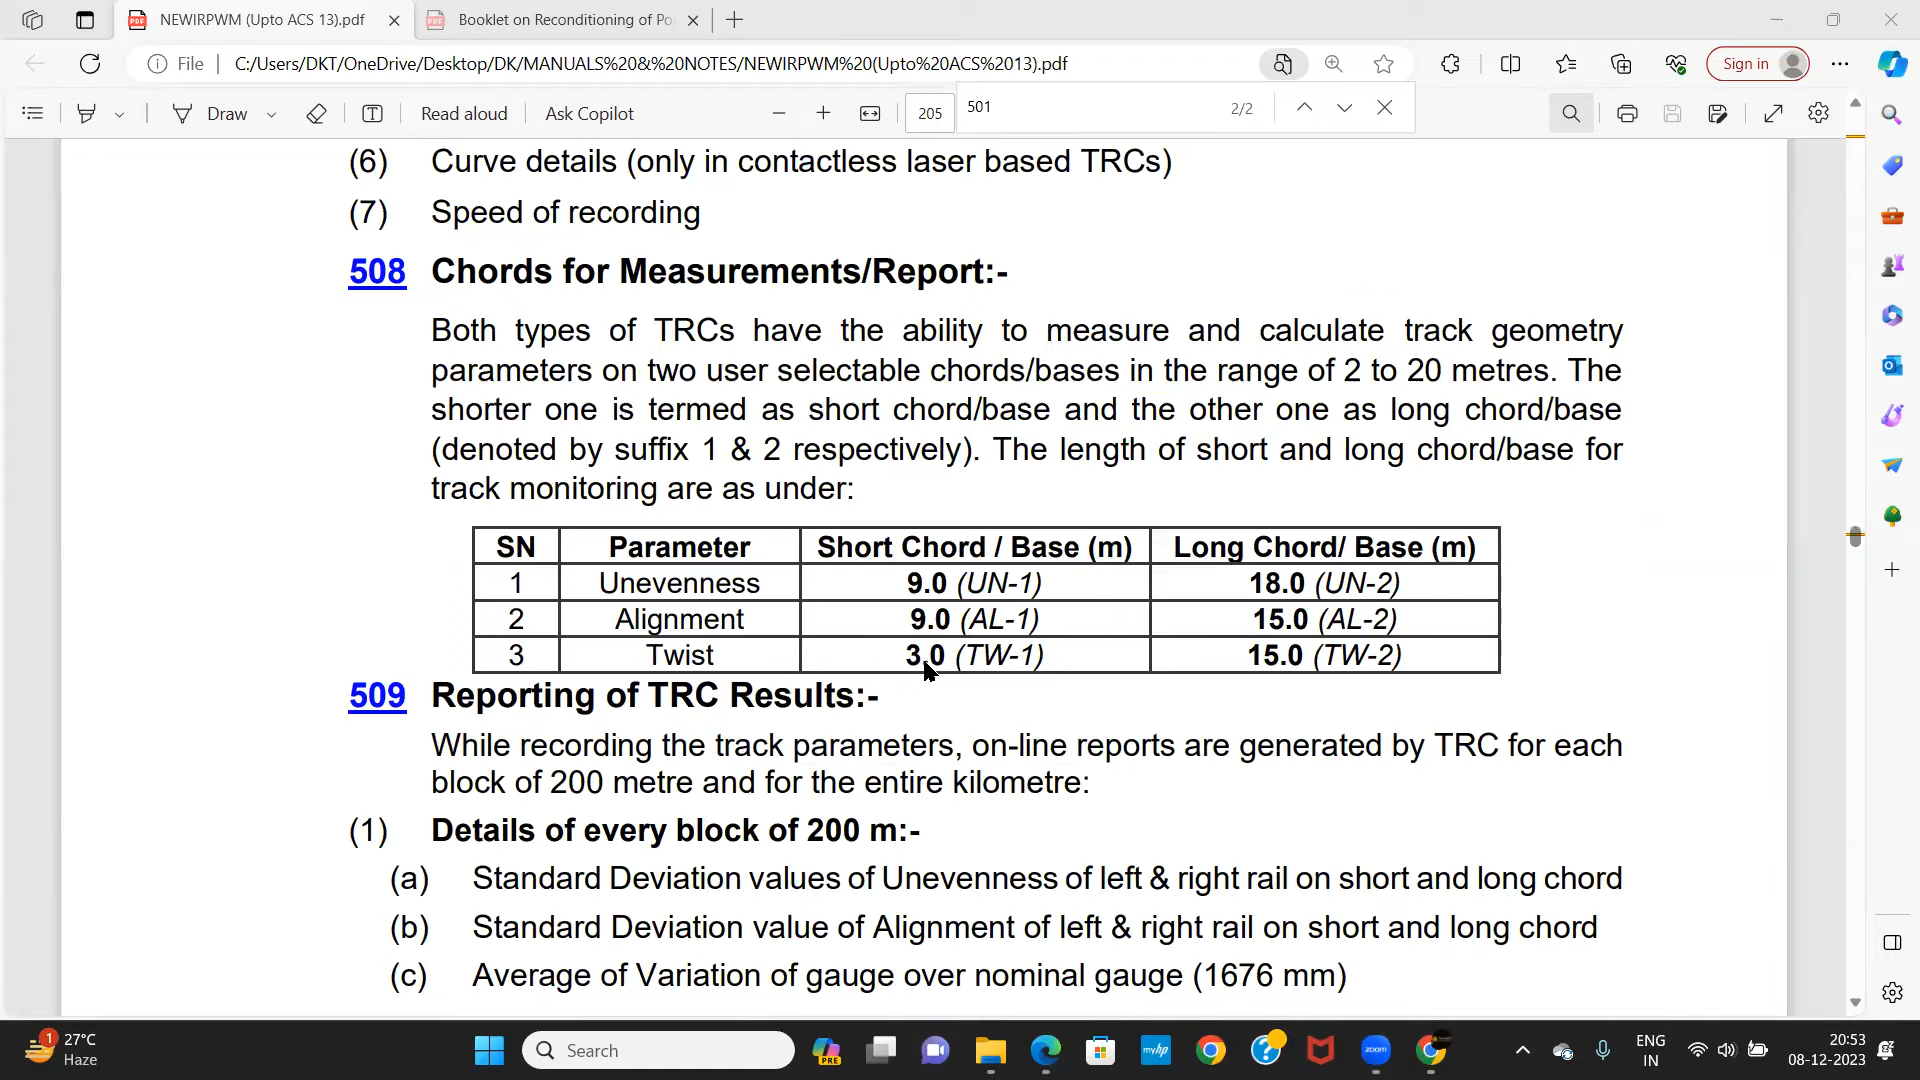 NEWIRPWM (Upto ACS 13).pdf
Booklet on Reconditioning of Po
File
C:/Users/DKT/OneDrive/Desktop/DK/MANUALS%20&%20NOTES/NEWIRPWM%20(Upto%20ACS%2013).pdf
Sign in
Draw
Read aloud
Ask Copilot
205
501
2/2
(6) Curve details (only in contactless laser based TRCs)
(7) Speed of recording
508 Chords for Measurements/Report:-
Both types of TRCs have the ability to measure and calculate track geometry
parameters on two user selectable chords/bases in the range of 2 to 20 metres. The
shorter one is termed as short chord/base and the other one as long chord/base
(denoted by suffix 1 & 2 respectively). The length of short and long chord/base for
track monitoring are as under:
SN Parameter Short Chord / Base (m) Long Chord/ Base (m)
1 Unevenness 9.0 (UN-1) 18.0 (UN-2)
2 Alignment 9.0 (AL-1) 15.0 (AL-2)
3 Twist 3.0 (TW-1) 15.0 (TW-2)
509 Reporting of TRC Results:-
While recording the track parameters, on-line reports are generated by TRC for each
block of 200 metre and for the entire kilometre:
(1) Details of every block of 200 m:-
(a) Standard Deviation values of Unevenness of left & right rail on short and long chord
(b) Standard Deviation value of Alignment of left & right rail on short and long chord
(c) Average of Variation of gauge over nominal gauge (1676 mm)
1
27°C
Haze
Search
PRE
myhp
zoom
ENG
IN
20:53
08-12-2023